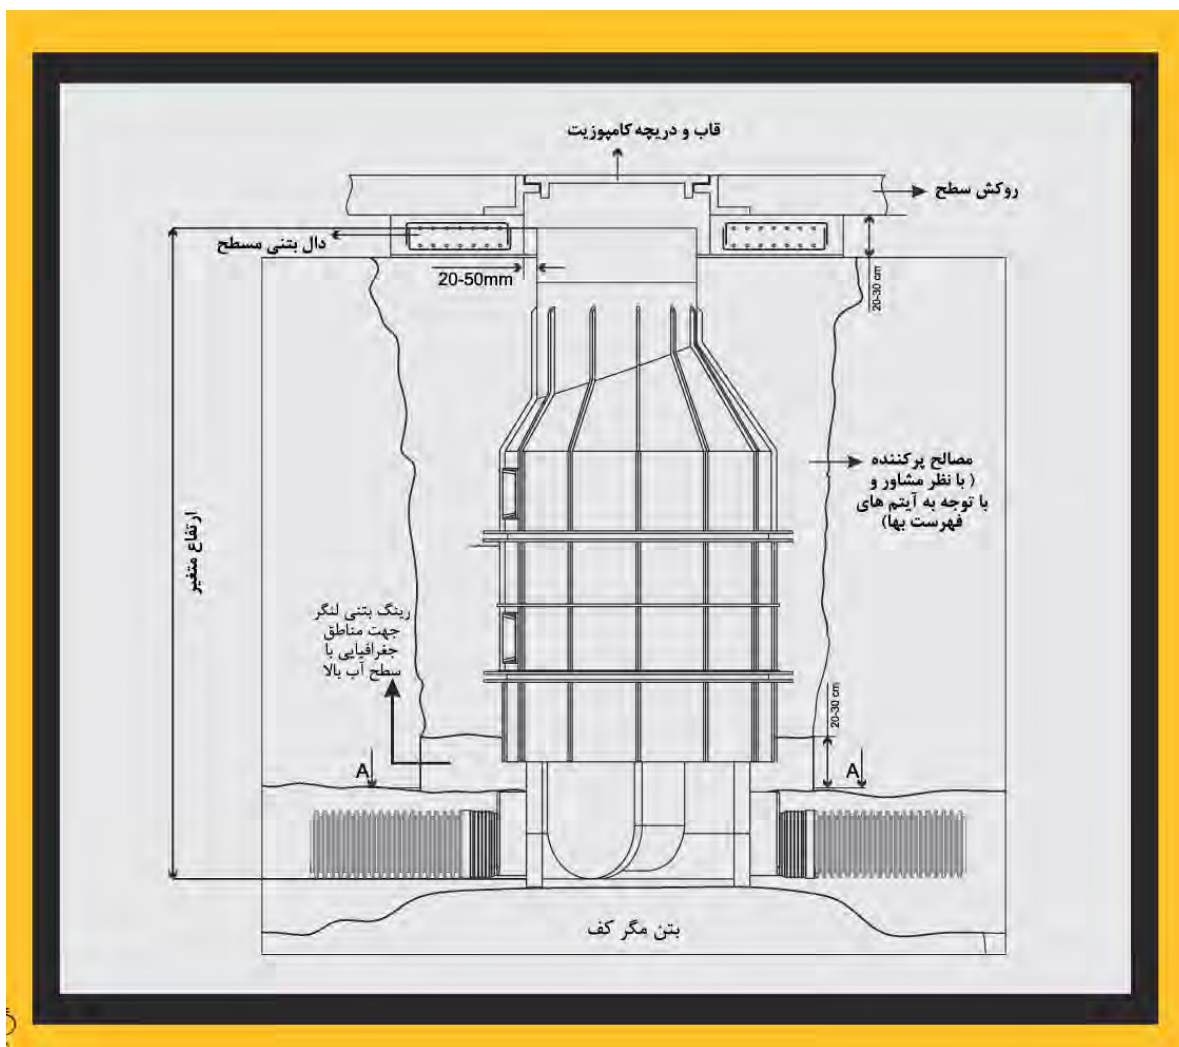 قاب و دریچه کامپوزیت
روکش سطح
دال بتنی مسطح
20-50mm
20-30 cm
مصالح پرکننده
( با نظر مشاور و
با توجه به آیتم های
فهرست بها)
ارتفاع متغیر
رینگ بتنی لنگر
جهت مناطق
جغرافیایی با
سطح آب بالا
20-30 cm
A
A
بتن مگر کف